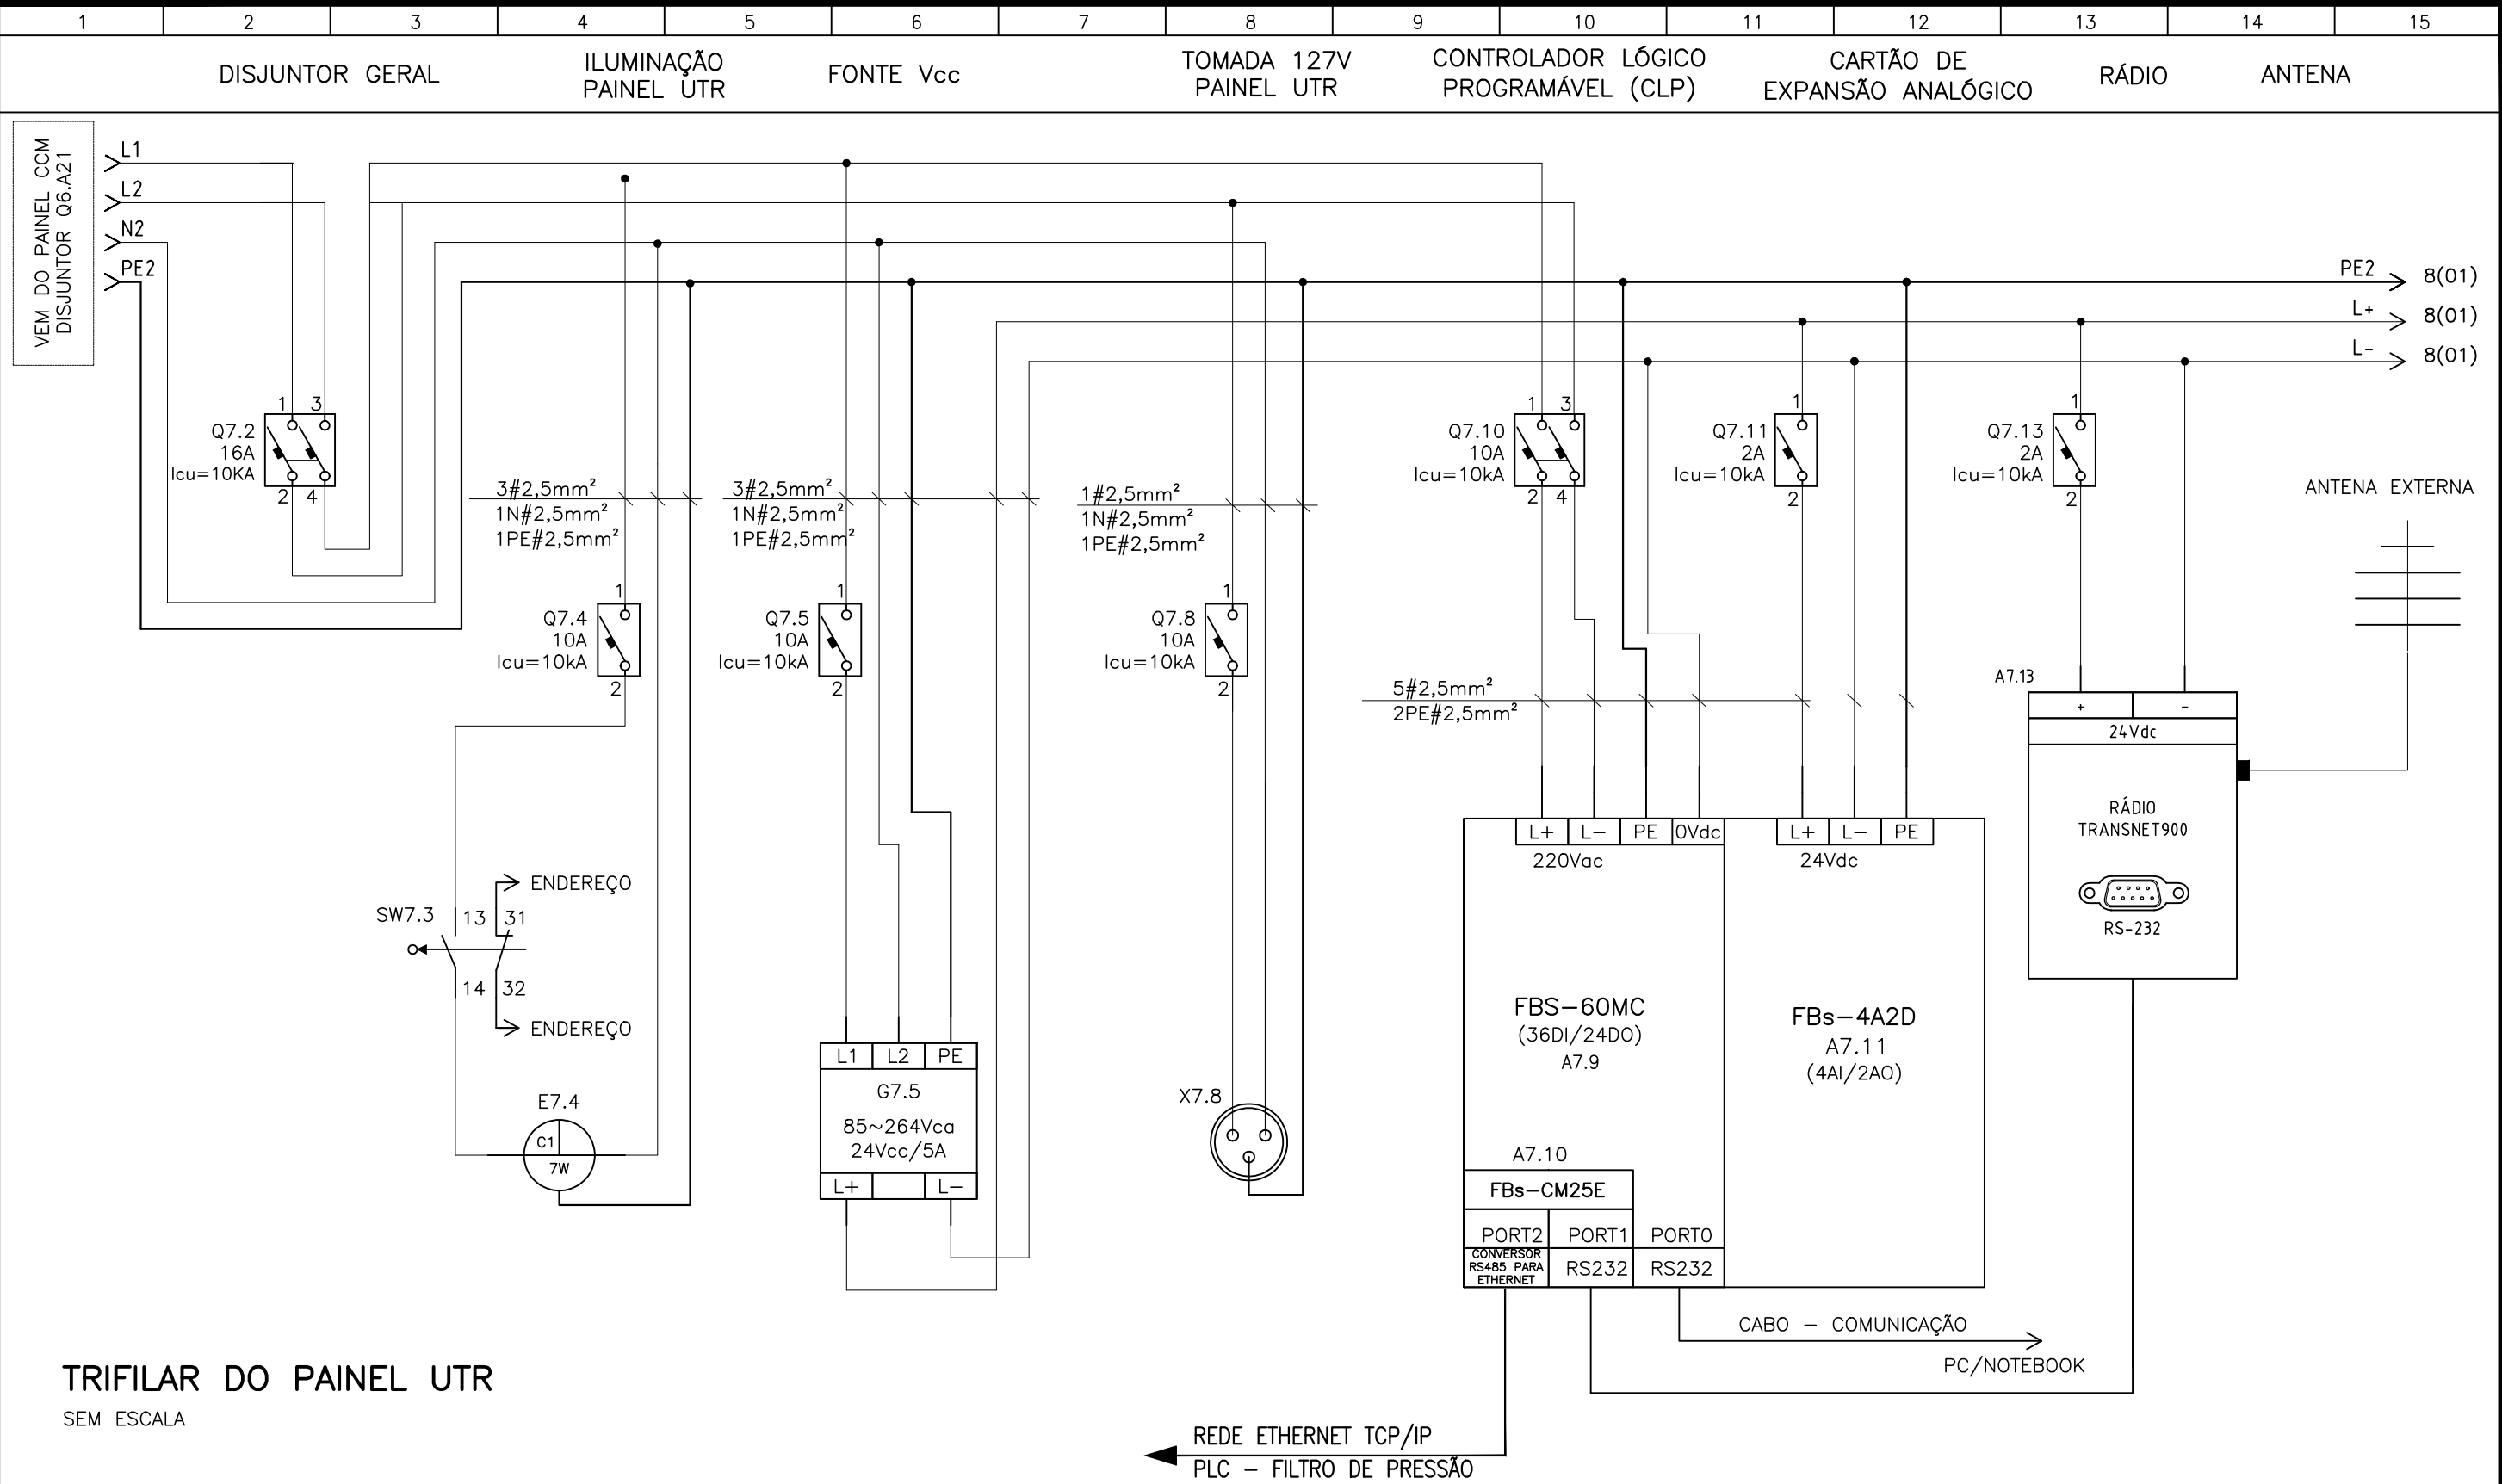 1 2 3 4 5 6 7 8 9 10 11 12 13 14 15
DISJUNTOR GERAL
ILUMINAÇÃO
PAINEL UTR
FONTE Vcc
TOMADA 127V
PAINEL UTR
CONTROLADOR LÓGICO
PROGRAMÁVEL (CLP)
CARTÃO DE
EXPANSÃO ANALÓGICO
RÁDIO
ANTENA
VEM DO PAINEL CCM
DISJUNTOR Q6.A21
L1
L2
N2
PE2
PE2 8(01)
L+ 8(01)
L- 8(01)
1 3
Q7.2
16A
Icu=10KA
2 4
1 3
Q7.10
10A
Icu=10kA
2 4
1
Q7.11
2A
Icu=10kA
2
1
Q7.13
2A
Icu=10kA
2
ANTENA EXTERNA
3#2,5mm²
1N#2,5mm²
1PE#2,5mm²
3#2,5mm²
1N#2,5mm²
1PE#2,5mm²
1#2,5mm²
1N#2,5mm²
1PE#2,5mm²
1
Q7.4
10A
Icu=10kA
2
1
Q7.5
10A
Icu=10kA
2
1
Q7.8
10A
Icu=10kA
2
5#2,5mm²
2PE#2,5mm²
A7.13
+ -
24Vdc
RÁDIO
TRANSNET900
RS-232
L+ L- PE 0Vdc
220Vac
L+ L- PE
24Vdc
ENDEREÇO
SW7.3
13 31
14 32
ENDEREÇO
FBS-60MC
(36DI/24DO)
A7.9
FBs-4A2D
A7.11
(4AI/2AO)
L1 L2 PE
G7.5
85~264Vca
24Vcc/5A
L+ L-
E7.4
C1
7W
X7.8
A7.10
FBs-CM25E
PORT2 PORT1 PORT0
CONVERSOR
RS485 PARA
ETHERNET
RS232 RS232
CABO - COMUNICAÇÃO
PC/NOTEBOOK
TRIFILAR DO PAINEL UTR
SEM ESCALA
REDE ETHERNET TCP/IP
PLC - FILTRO DE PRESSÃO